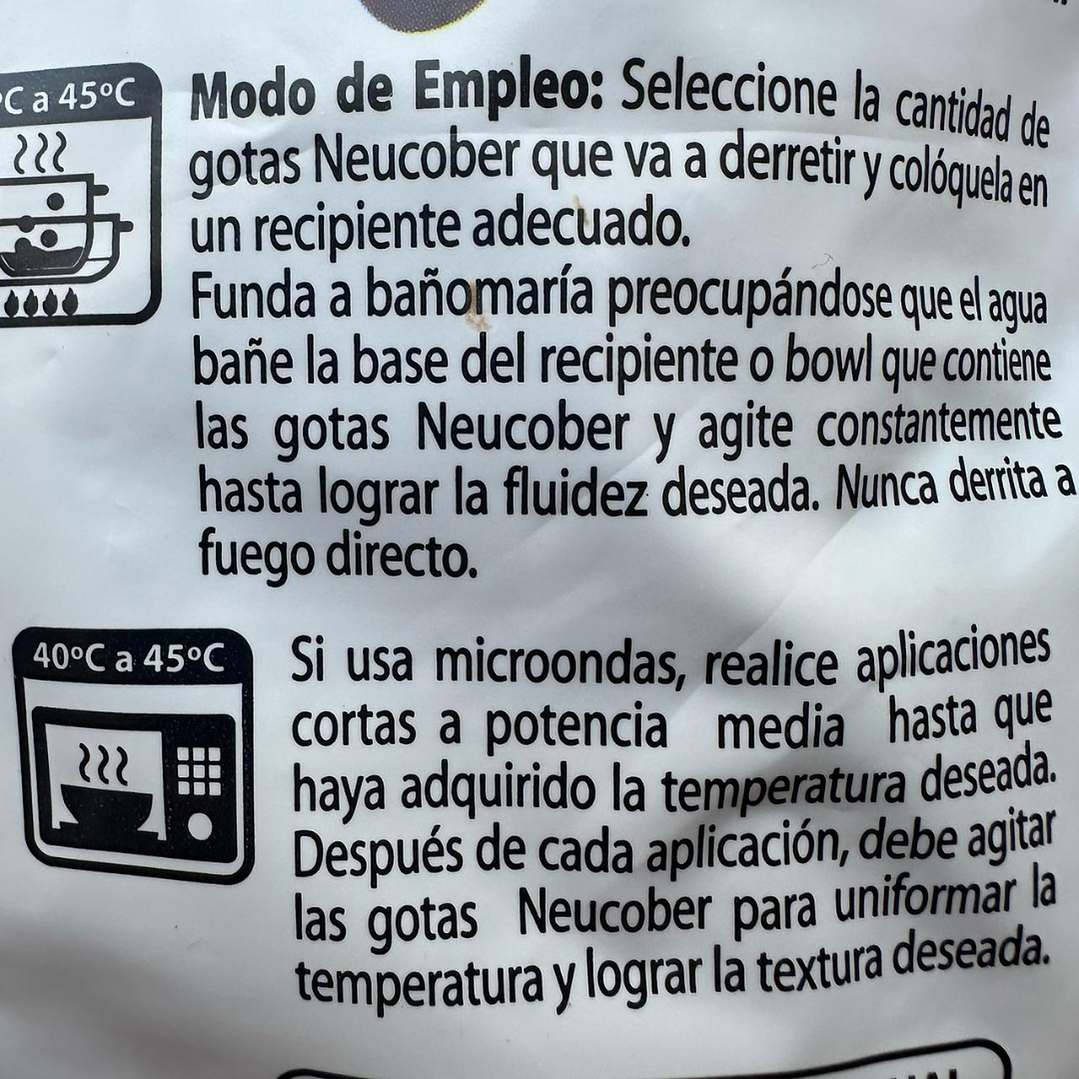 °C a 45°C
Modo de Empleo: Seleccione la cantidad de
gotas Neucober que va a derretir y colóquela en
un recipiente adecuado.
Funda a bañomaría preocupándose que el agua
bañe la base del recipiente o bowl que contiene
las gotas Neucober y agite constantemente
hasta lograr la fluidez deseada. Nunca derrita a
fuego directo.
40°C a 45°C
Si usa microondas, realice aplicaciones
cortas a potencia media hasta que
haya adquirido la temperatura deseada.
Después de cada aplicación, debe agitar
las gotas Neucober para uniformar la
temperatura y lograr la textura deseada.